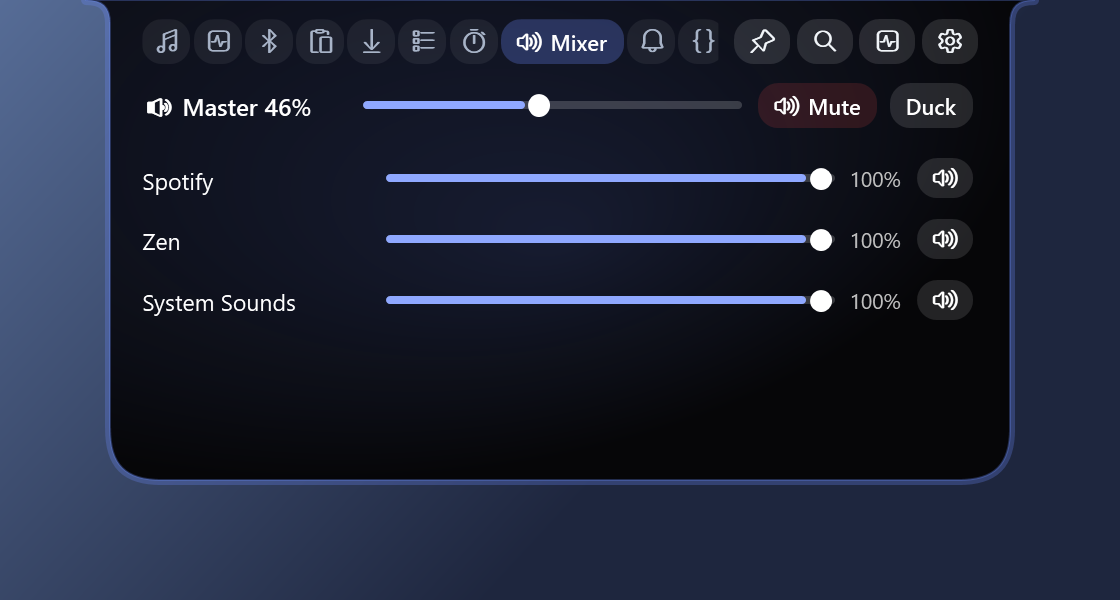 Mixer
Master 46% Mute Duck
Spotify 100%
Zen 100%
System Sounds 100%